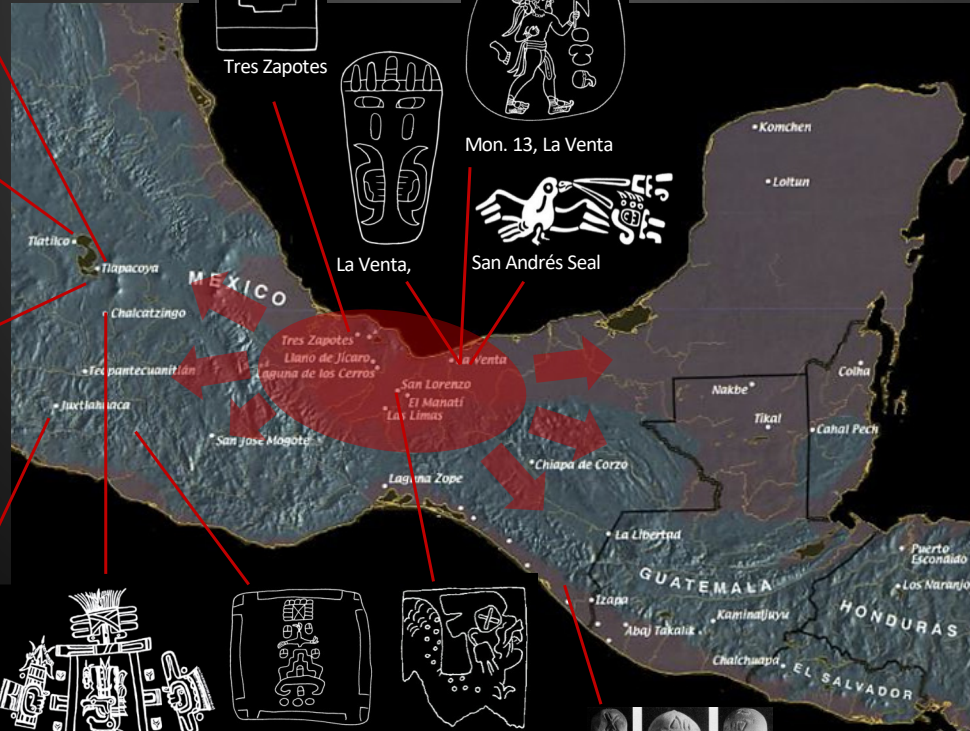 Tres Zapotes
Mon. 13, La Venta
La Venta,
San Andrés Seal
Komchen
Loltun
Tlatilco
Tlapacoya
MEXICO
Chalcatzingo
Tres Zapotes
Llano de Jícaro
Laguna de los Cerros
La Venta
Teopantecuanitlán
Juxtlahuaca
San Lorenzo
El Manatí
Las Limas
San José Mogote
Nakbe
Colha
Tikal
Cahal Pech
Chiapa de Corzo
Laguna Zope
La Libertad
Puerto
Escondido
GUATEMALA
Los Naranjo
Izapa
Kaminaljuyu
HONDURAS
Abaj Takalik
Chalchuapa
EL SALVADOR